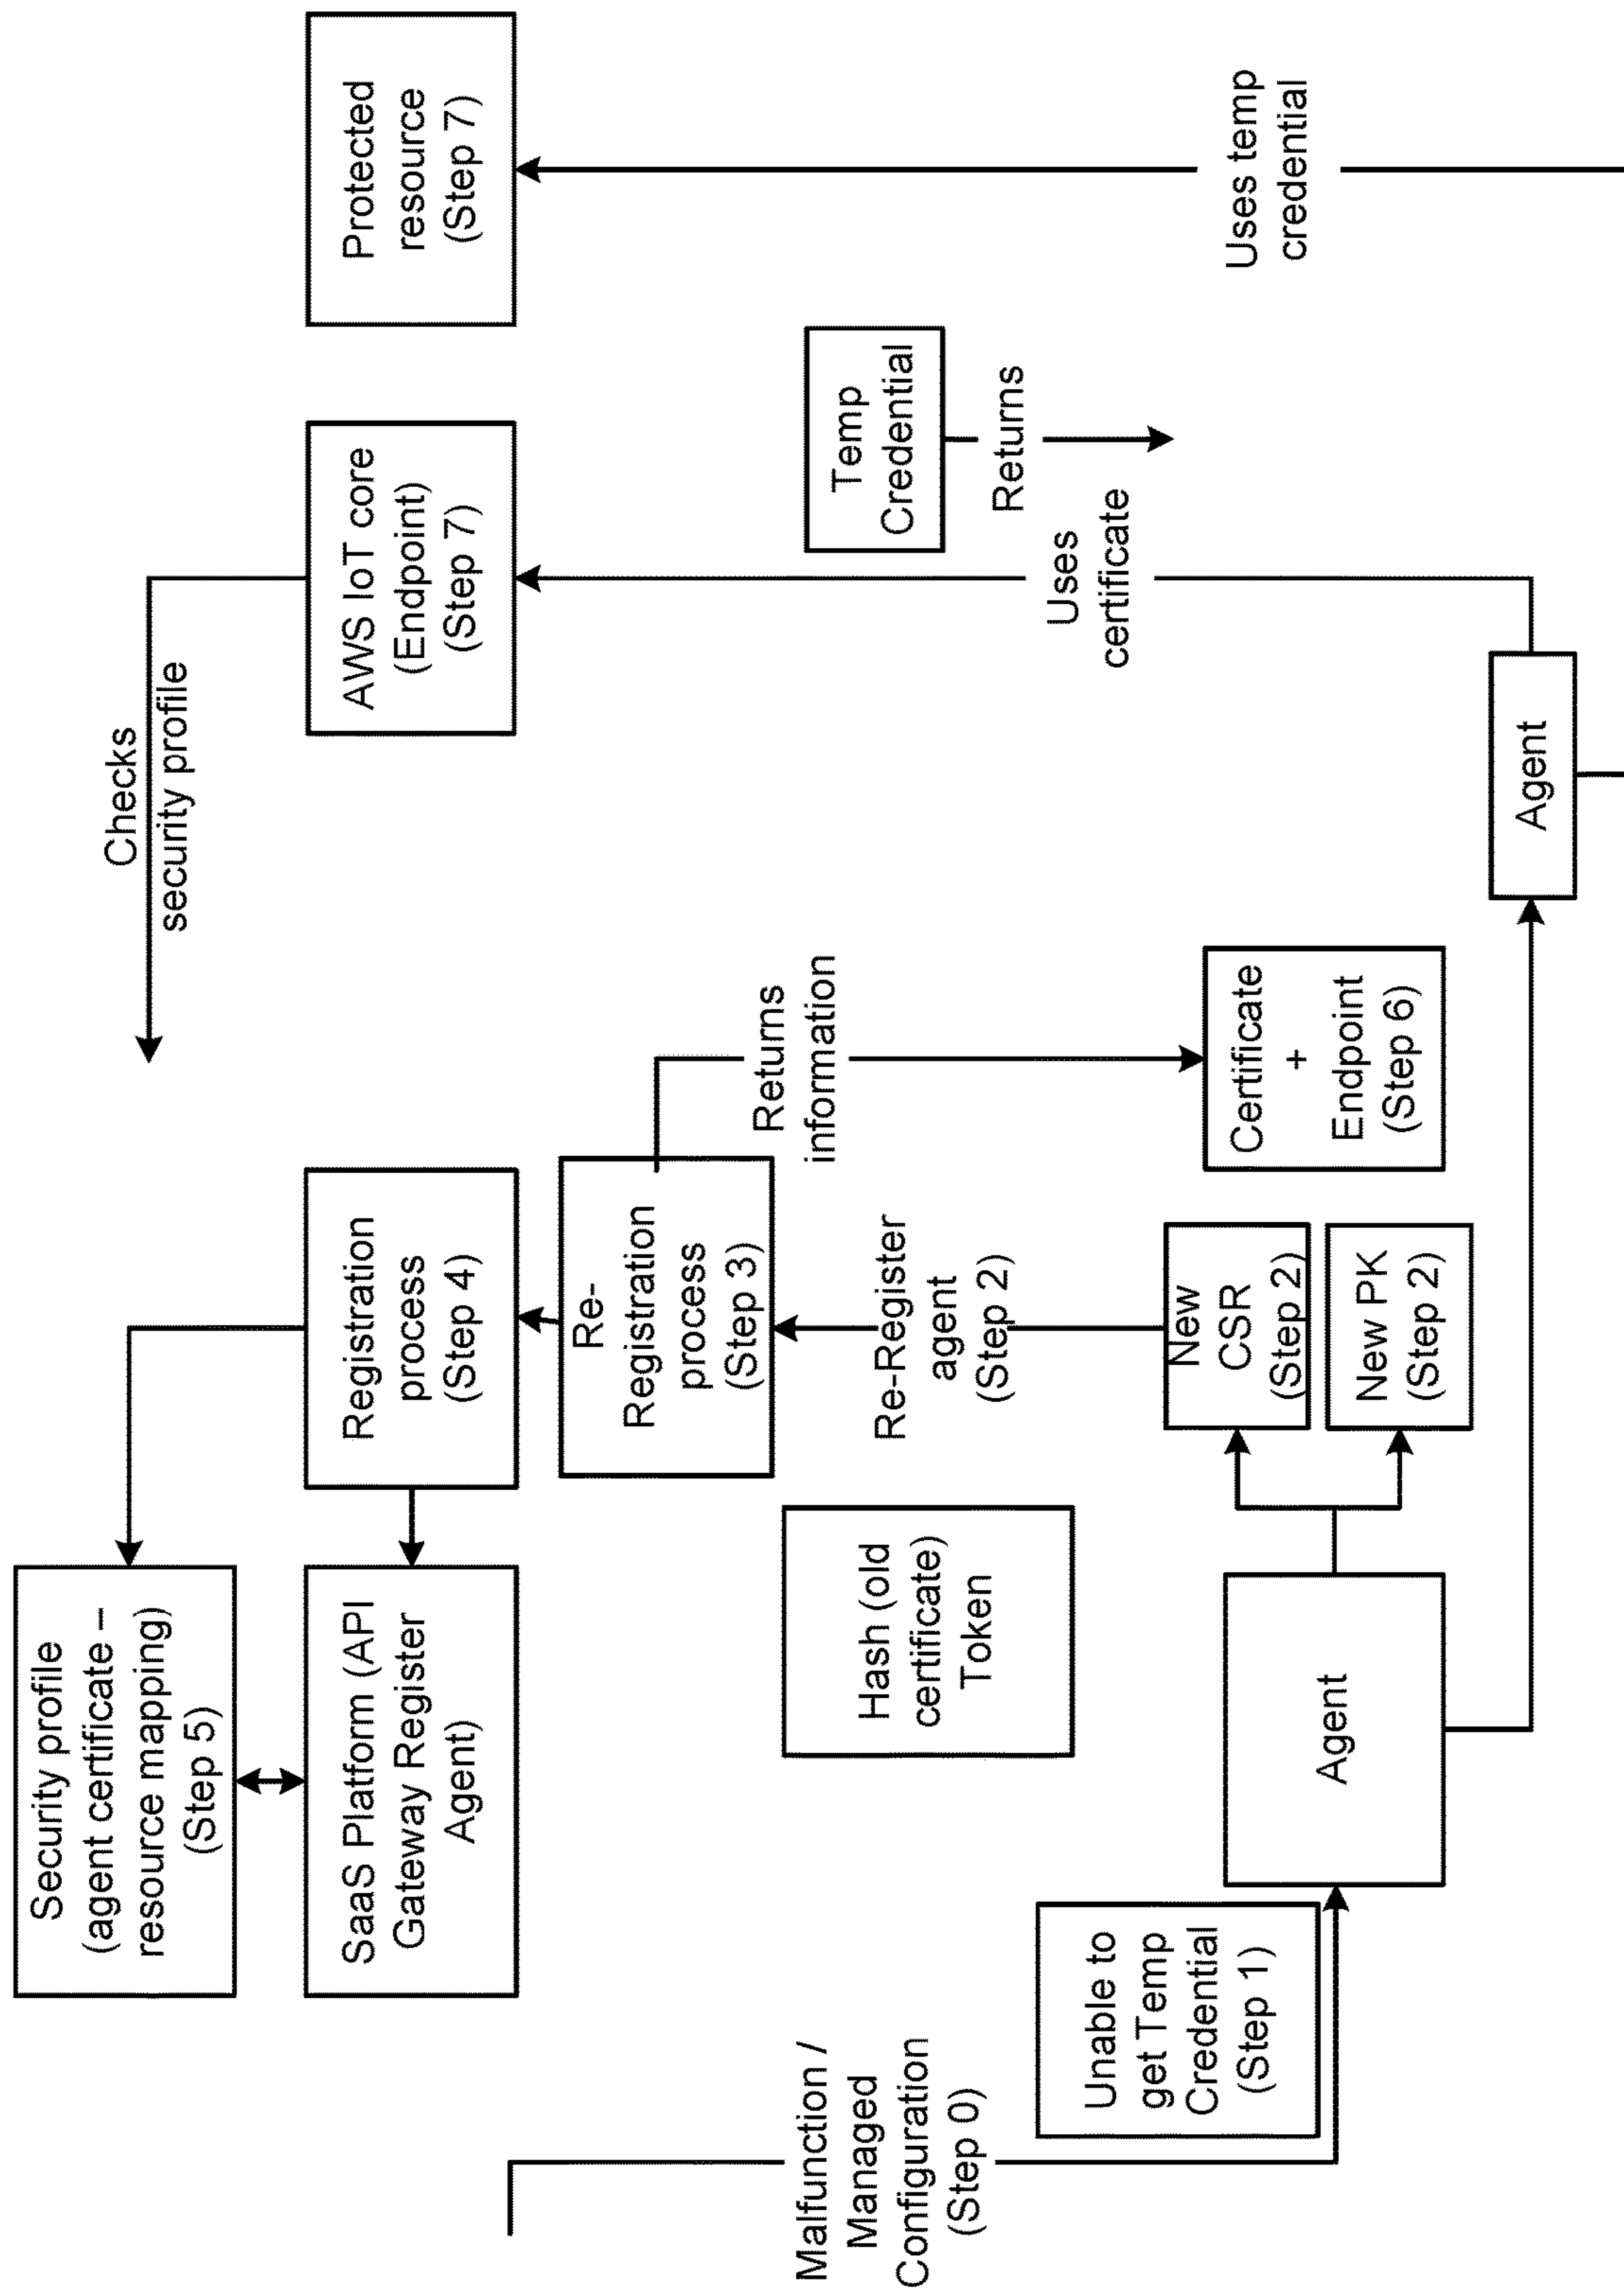 Security profile
(agent certificate –
resource mapping)
(Step 5)
Checks
security profile
SaaS Platform (API
Gateway Register
Agent)
Registration
process
(Step 4)
AWS IoT core
(Endpoint)
(Step 7)
Protected
resource
(Step 7)
Re-
Registration
process
(Step 3)
Malfunction /
Managed
Configuration
(Step 0)
Hash (old
certificate)
Token
Re-Register
agent
(Step 2)
Returns
information
Temp
Credential
Returns
Uses
certificate
Uses temp
credential
Unable to
get Temp
Credential
(Step 1)
Agent
New
CSR
(Step 2)
New PK
(Step 2)
Certificate
+
Endpoint
(Step 6)
Agent